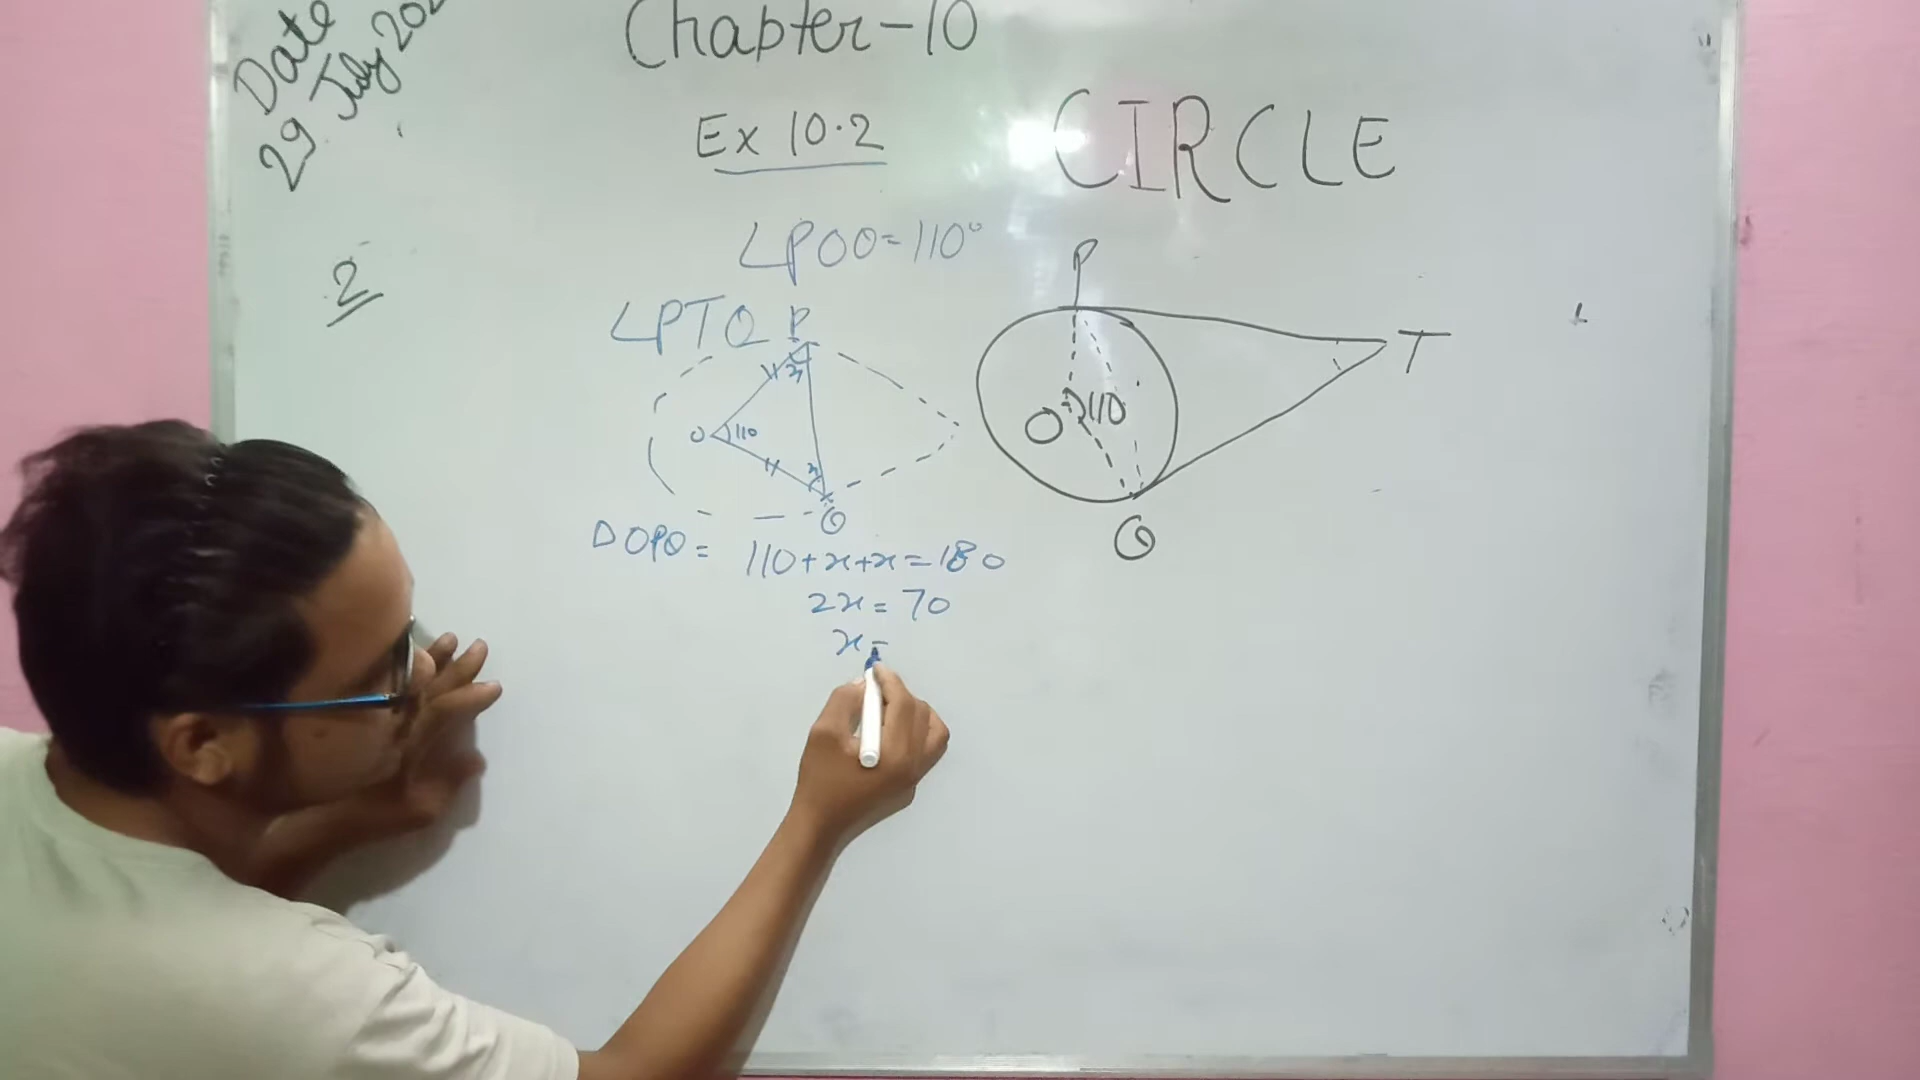 Chapter-10
Date
29 July 202
Ex 10.2
CIRCLE
2
∠POQ=110°
∠PTQ
P
x
O 110
x
Q
P
T
O 110
Q
△OPQ = 110+x+x=180
2x = 70
x =